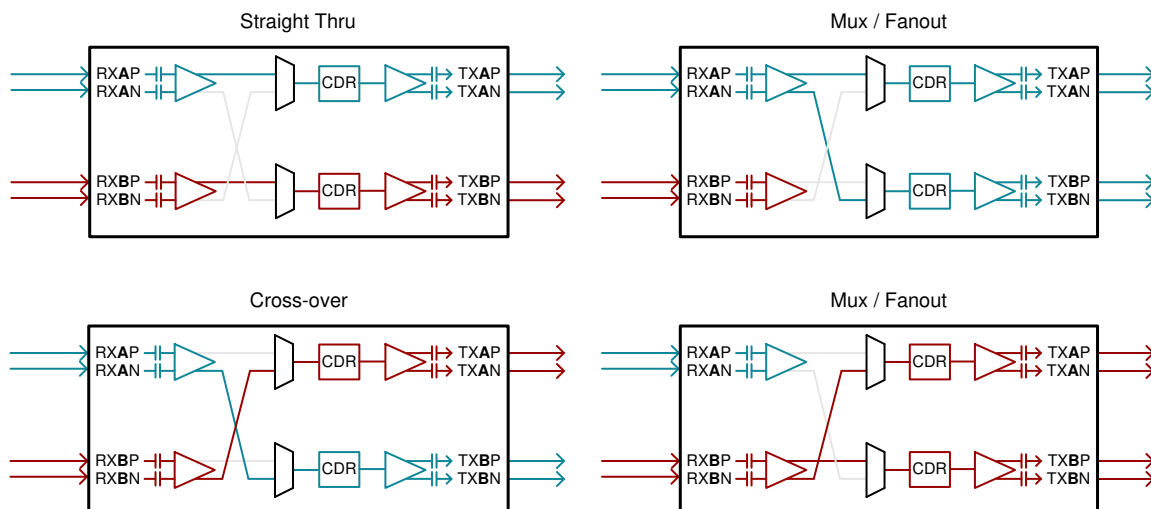 Straight Thru
RXAP
RXAN
CDR
TXAP
TXAN
RXBP
RXBN
CDR
TXBP
TXBN
Mux / Fanout
RXAP
RXAN
CDR
TXAP
TXAN
RXBP
RXBN
CDR
TXBP
TXBN
Cross-over
RXAP
RXAN
CDR
TXAP
TXAN
RXBP
RXBN
CDR
TXBP
TXBN
Mux / Fanout
RXAP
RXAN
CDR
TXAP
TXAN
RXBP
RXBN
CDR
TXBP
TXBN